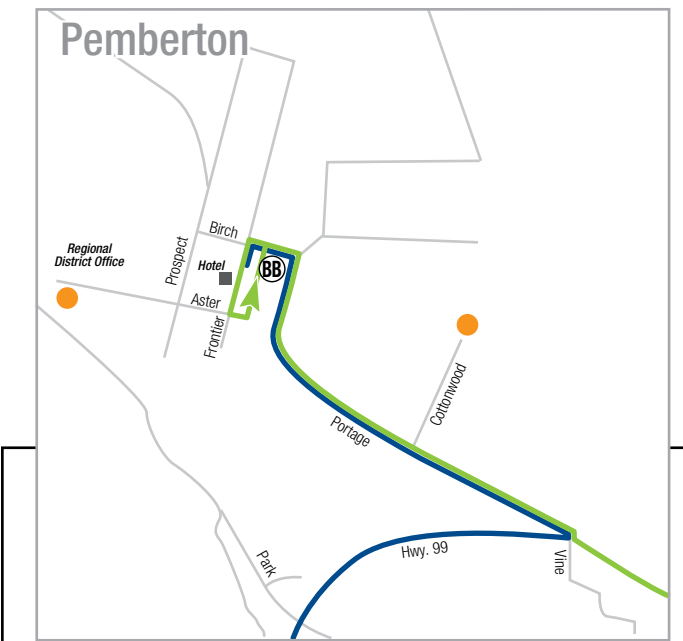 Pemberton
Birch
Regional
District Office
Prospect
Hotel
BB
Aster
Frontier
Cottonwood
Portage
Hwy. 99
Vine
Park